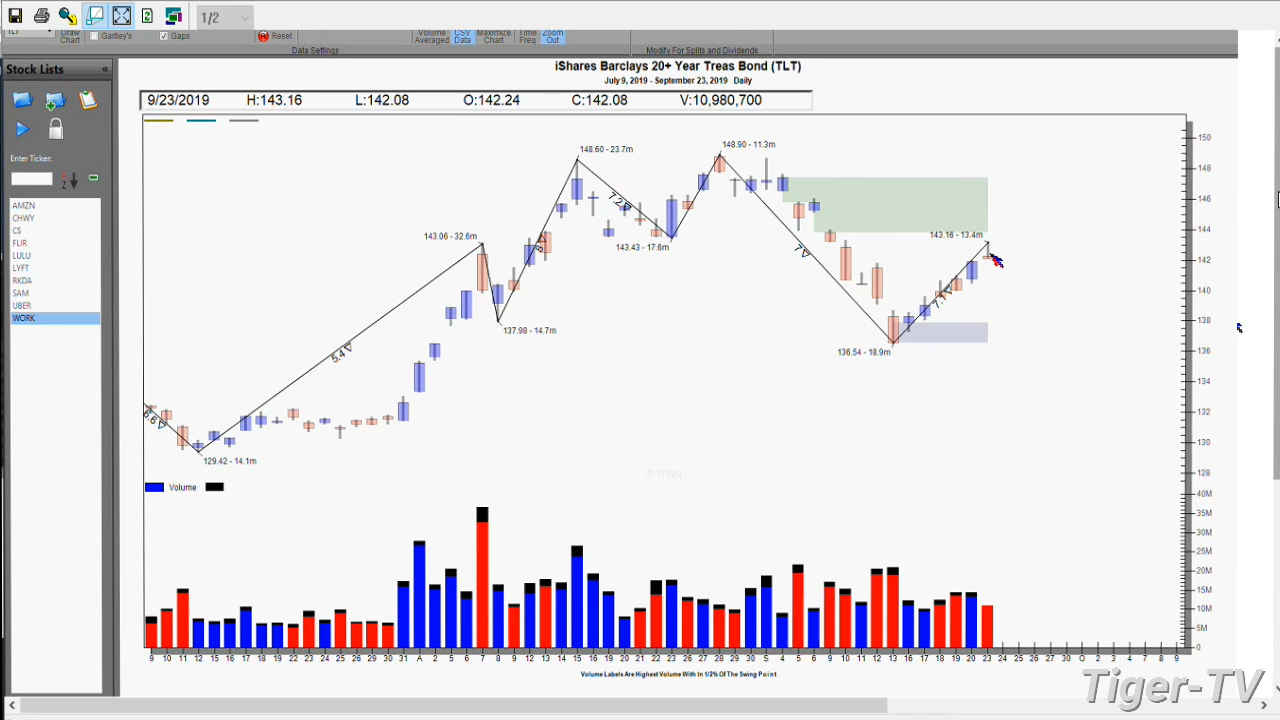 1/2
TLT
Draw
Chart
Gartley's
Gaps
Reset
Volume
Averaged
CSV
Data
Maximize
Chart
Time
Freq
Zoom
Out
Data Settings
Modify For Splits and Dividends
Stock Lists
«
Enter Ticker:
AMZN
CHWY
CS
FLIR
LULU
LYFT
RKDA
SAM
UBER
WORK
iShares Barclays 20+ Year Treas Bond (TLT)
July 9, 2019 - September 23, 2019 Daily
9/23/2019 H:143.16 L:142.08 O:142.24 C:142.08 V:10,980,700
148.60 - 23.7m
148.90 - 11.3m
143.06 - 32.6m
143.43 - 17.6m
143.16 - 13.4m
137.98 - 14.7m
136.54 - 18.9m
129.42 - 14.1m
6.6
5.4
8
7.2
7
7.
150
148
146
144
142
140
138
136
134
132
130
128
© TFNN
Volume
40M
35M
30M
25M
20M
15M
10M
5M
0
9 10 11 12 15 16 17 18 19 22 23 24 25 26 29 30 31 A 2 5 6 7 8 9 12 13 14 15 16 19 20 21 22 23 26 27 28 29 30 S 4 5 6 9 10 11 12 13 16 17 18 19 20 23 24 25 26 27 30 O 2 3 4 7 8 9
Volume Labels Are Highest Volume With In 1/2% Of The Swing Point
Tiger-TV